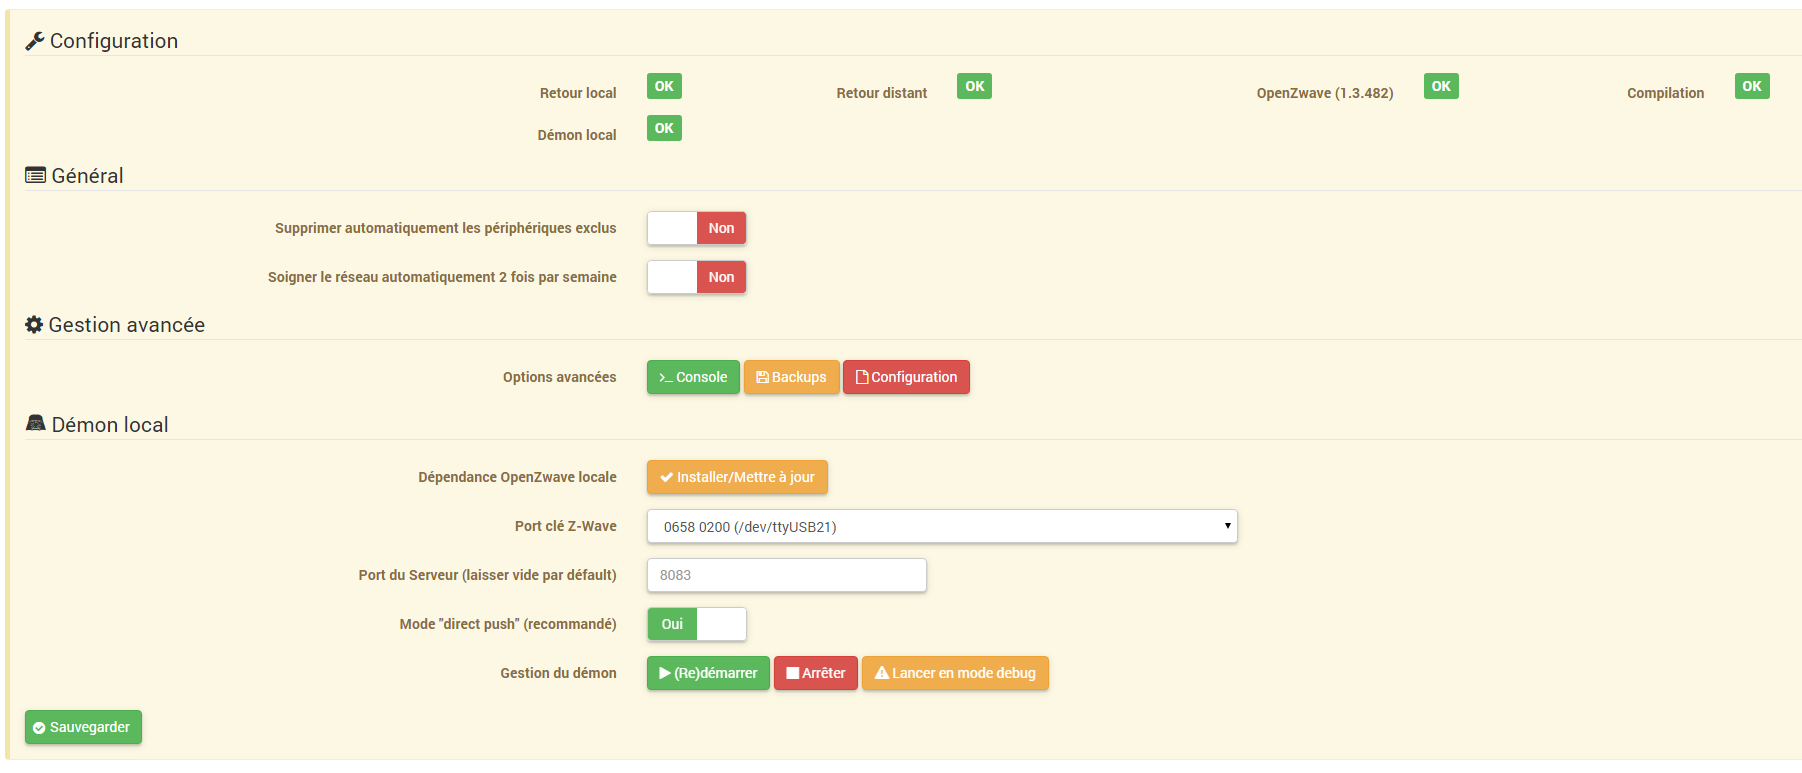 Configuration
Retour local OK Retour distant OK OpenZwave (1.3.482) OK Compilation OK
Démon local OK
Général
Supprimer automatiquement les périphériques exclus Non
Soigner le réseau automatiquement 2 fois par semaine Non
Gestion avancée
Options avancées >_ Console Backups Configuration
Démon local
Dépendance OpenZwave locale Installer/Mettre à jour
Port clé Z-Wave 0658 0200 (/dev/ttyUSB21)
Port du Serveur (laisser vide par défault) 8083
Mode "direct push" (recommandé) Oui
Gestion du démon (Re)démarrer Arrêter Lancer en mode debug
Sauvegarder